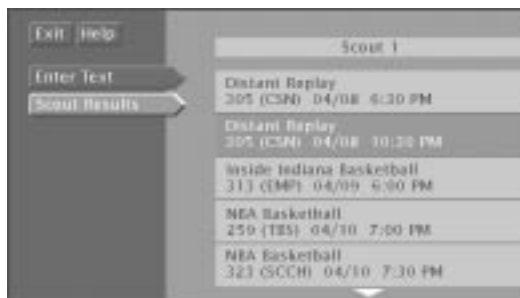 Exit Help
Enter Text
Scout Results
Scout 1
Distant Replay
305 (CSN) 04/08 6:30 PM
Distant Replay
305 (CSN) 04/08 10:30 PM
Inside Indiana Basketball
313 (EMP) 04/09 6:00 PM
NBA Basketball
259 (TBS) 04/10 7:00 PM
NBA Basketball
323 (SCCH) 04/10 7:30 PM